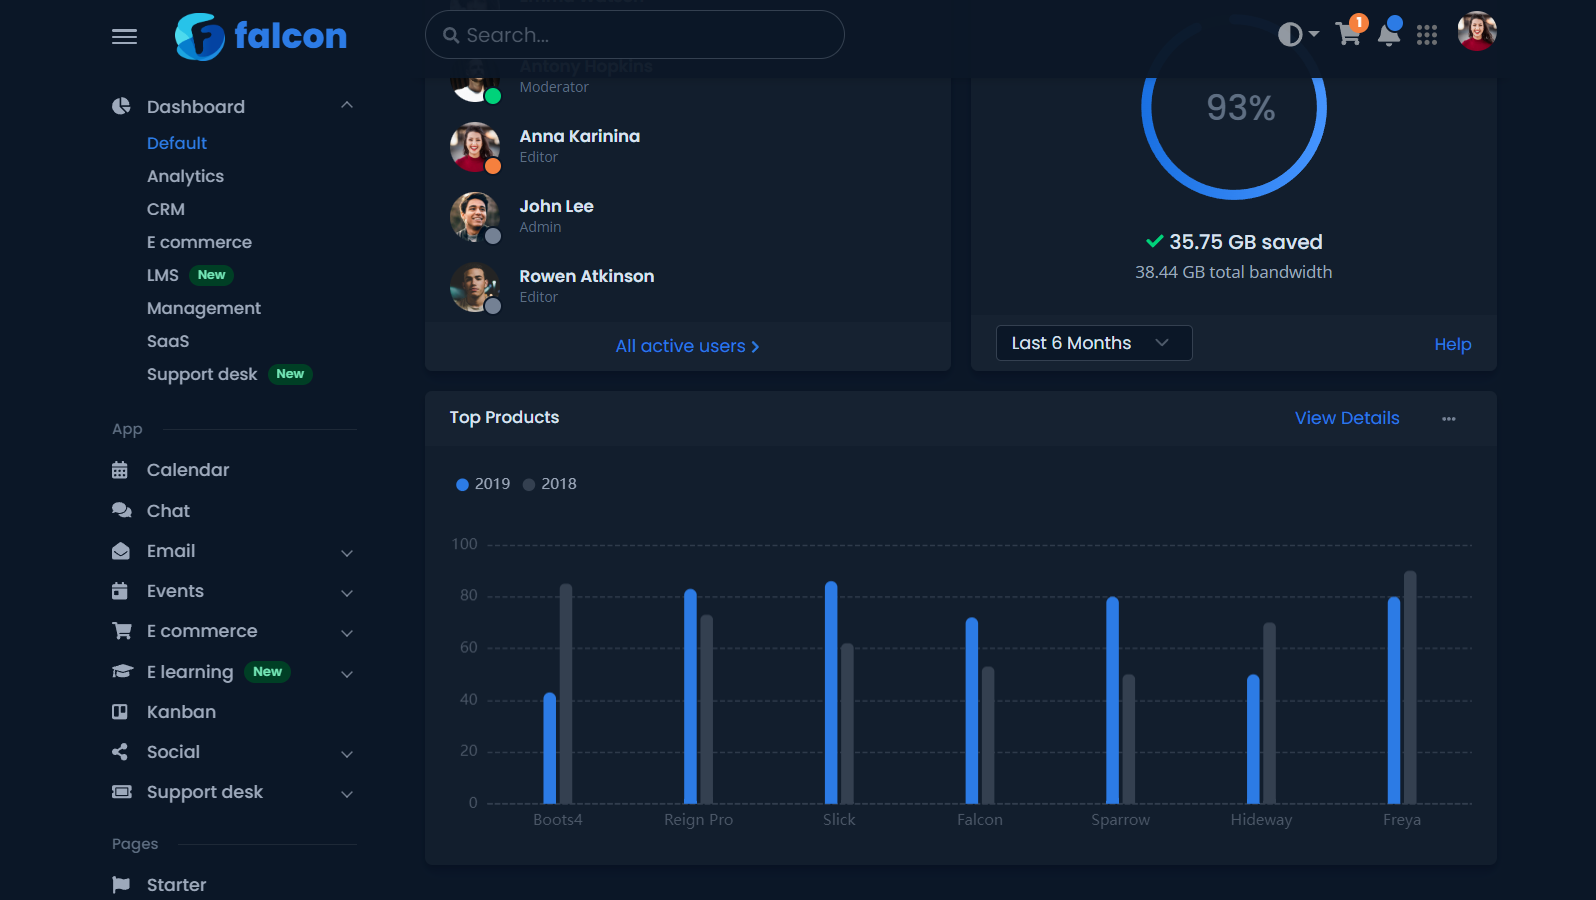 falcon
Search...
1
Dashboard
Default
Analytics
CRM
E commerce
LMS New
Management
SaaS
Support desk New
App
Calendar
Chat
Email
Events
E commerce
E learning New
Kanban
Social
Support desk
Pages
Starter
Antony Hopkins
Moderator
Anna Karinina
Editor
John Lee
Admin
Rowen Atkinson
Editor
All active users
93%
35.75 GB saved
38.44 GB total bandwidth
Last 6 Months
Help
Top Products
View Details
2019 2018
100
80
60
40
20
0
Boots4 Reign Pro Slick Falcon Sparrow Hideway Freya